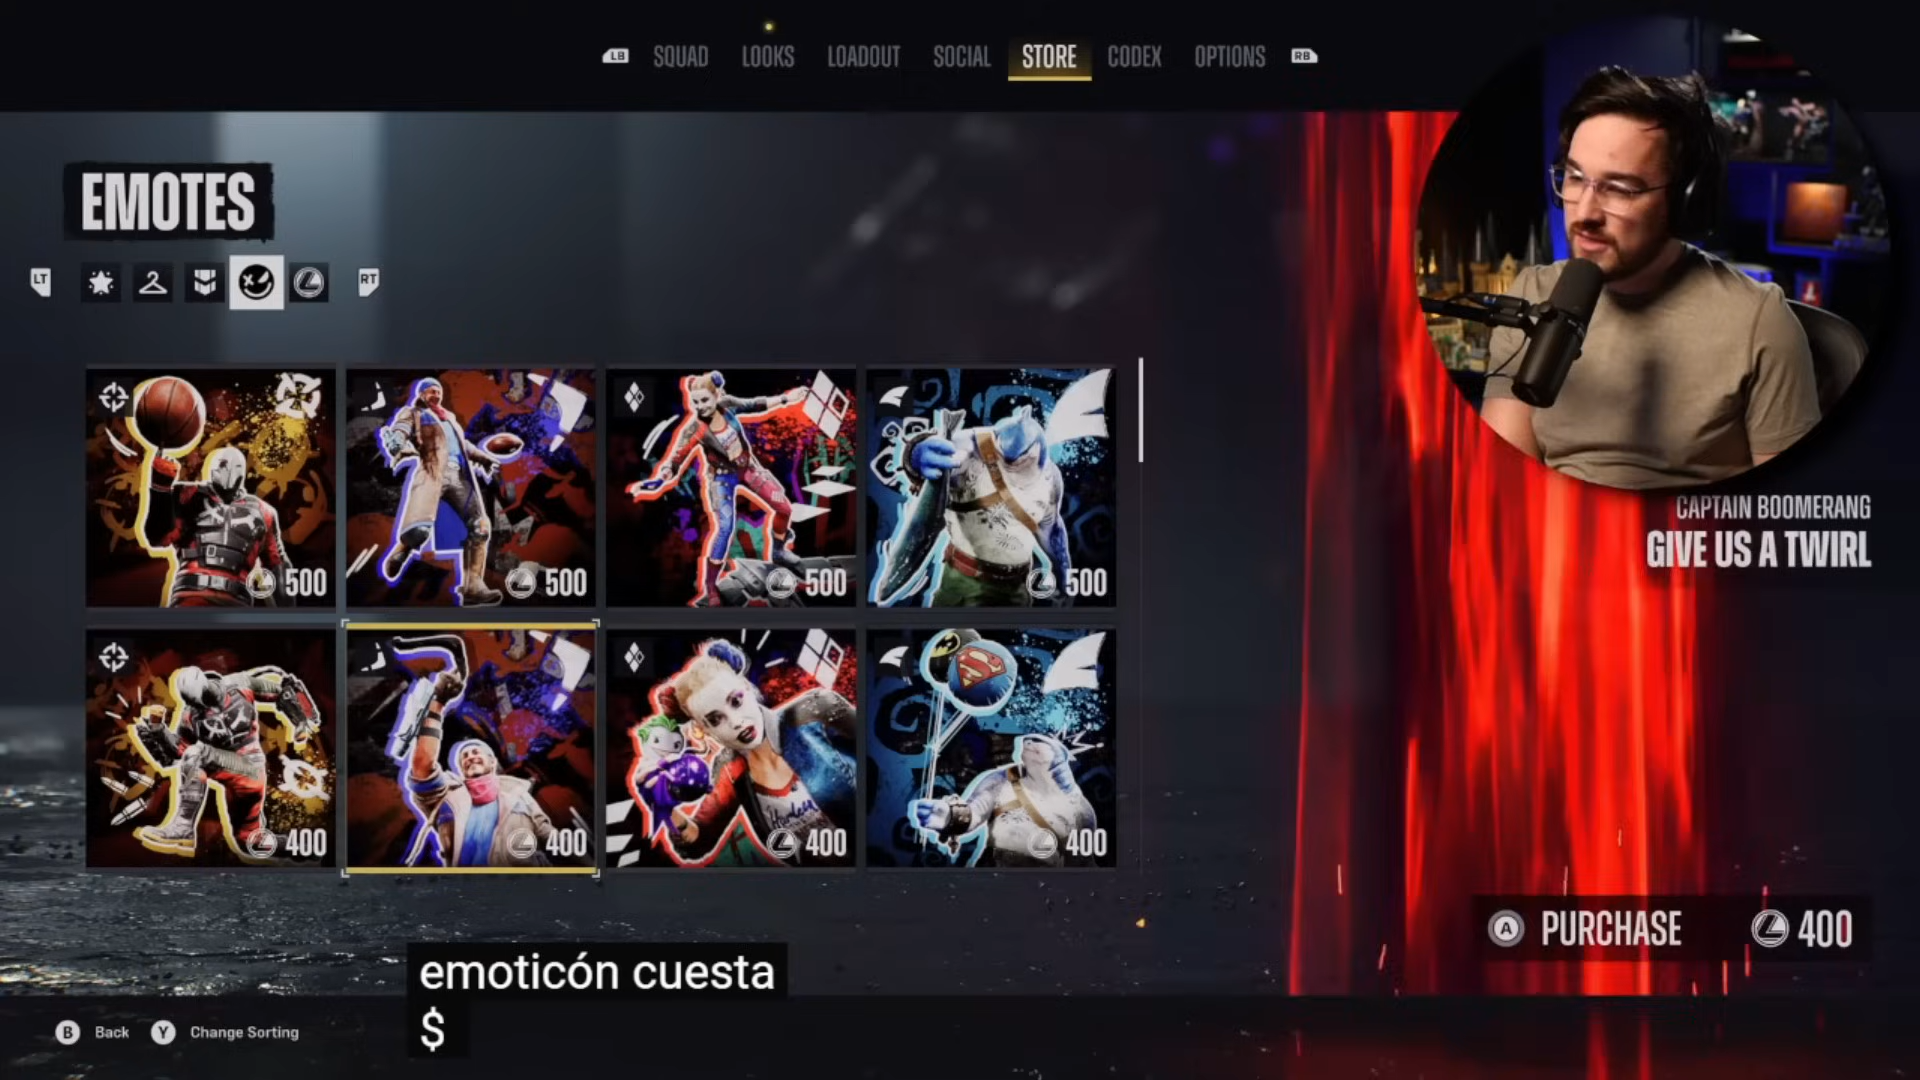 LB SQUAD LOOKS LOADOUT SOCIAL STORE CODEX OPTIONS RB
EMOTES
LT RT
500 500 500 500
400 400 400 400
CAPTAIN BOOMERANG
GIVE US A TWIRL
A PURCHASE 400
emoticón cuesta
$
B Back Y Change Sorting